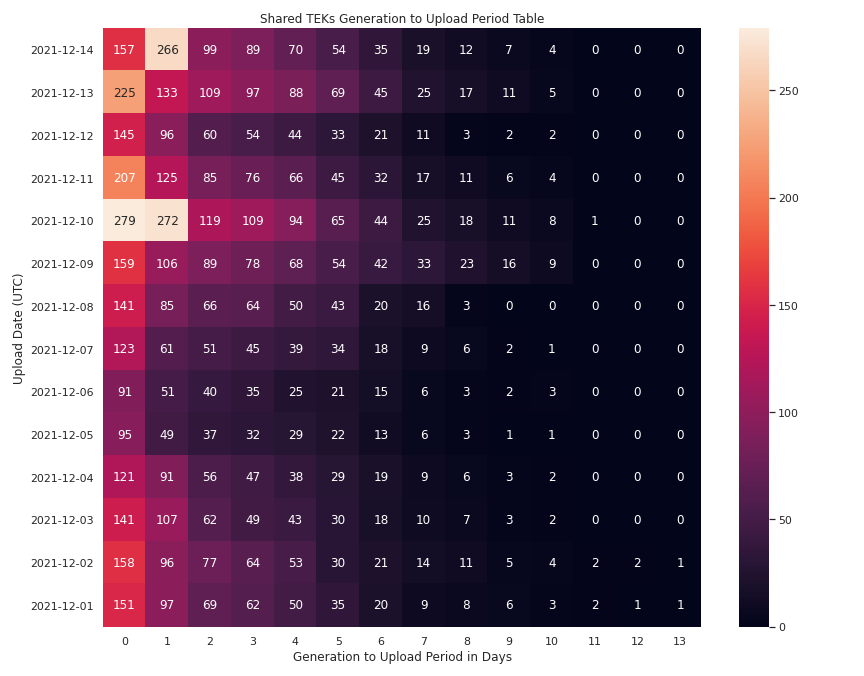 Shared TEKs Generation to Upload Period Table
Upload Date (UTC)
2021-12-14 157 266 99 89 70 54 35 19 12 7 4 0 0 0
2021-12-13 225 133 109 97 88 69 45 25 17 11 5 0 0 0
2021-12-12 145 96 60 54 44 33 21 11 3 2 2 0 0 0
2021-12-11 207 125 85 76 66 45 32 17 11 6 4 0 0 0
2021-12-10 279 272 119 109 94 65 44 25 18 11 8 1 0 0
2021-12-09 159 106 89 78 68 54 42 33 23 16 9 0 0 0
2021-12-08 141 85 66 64 50 43 20 16 3 0 0 0 0 0
2021-12-07 123 61 51 45 39 34 18 9 6 2 1 0 0 0
2021-12-06 91 51 40 35 25 21 15 6 3 2 3 0 0 0
2021-12-05 95 49 37 32 29 22 13 6 3 1 1 0 0 0
2021-12-04 121 91 56 47 38 29 19 9 6 3 2 0 0 0
2021-12-03 141 107 62 49 43 30 18 10 7 3 2 0 0 0
2021-12-02 158 96 77 64 53 30 21 14 11 5 4 2 2 1
2021-12-01 151 97 69 62 50 35 20 9 8 6 3 2 1 1
0 1 2 3 4 5 6 7 8 9 10 11 12 13
Generation to Upload Period in Days
250
200
150
100
50
0